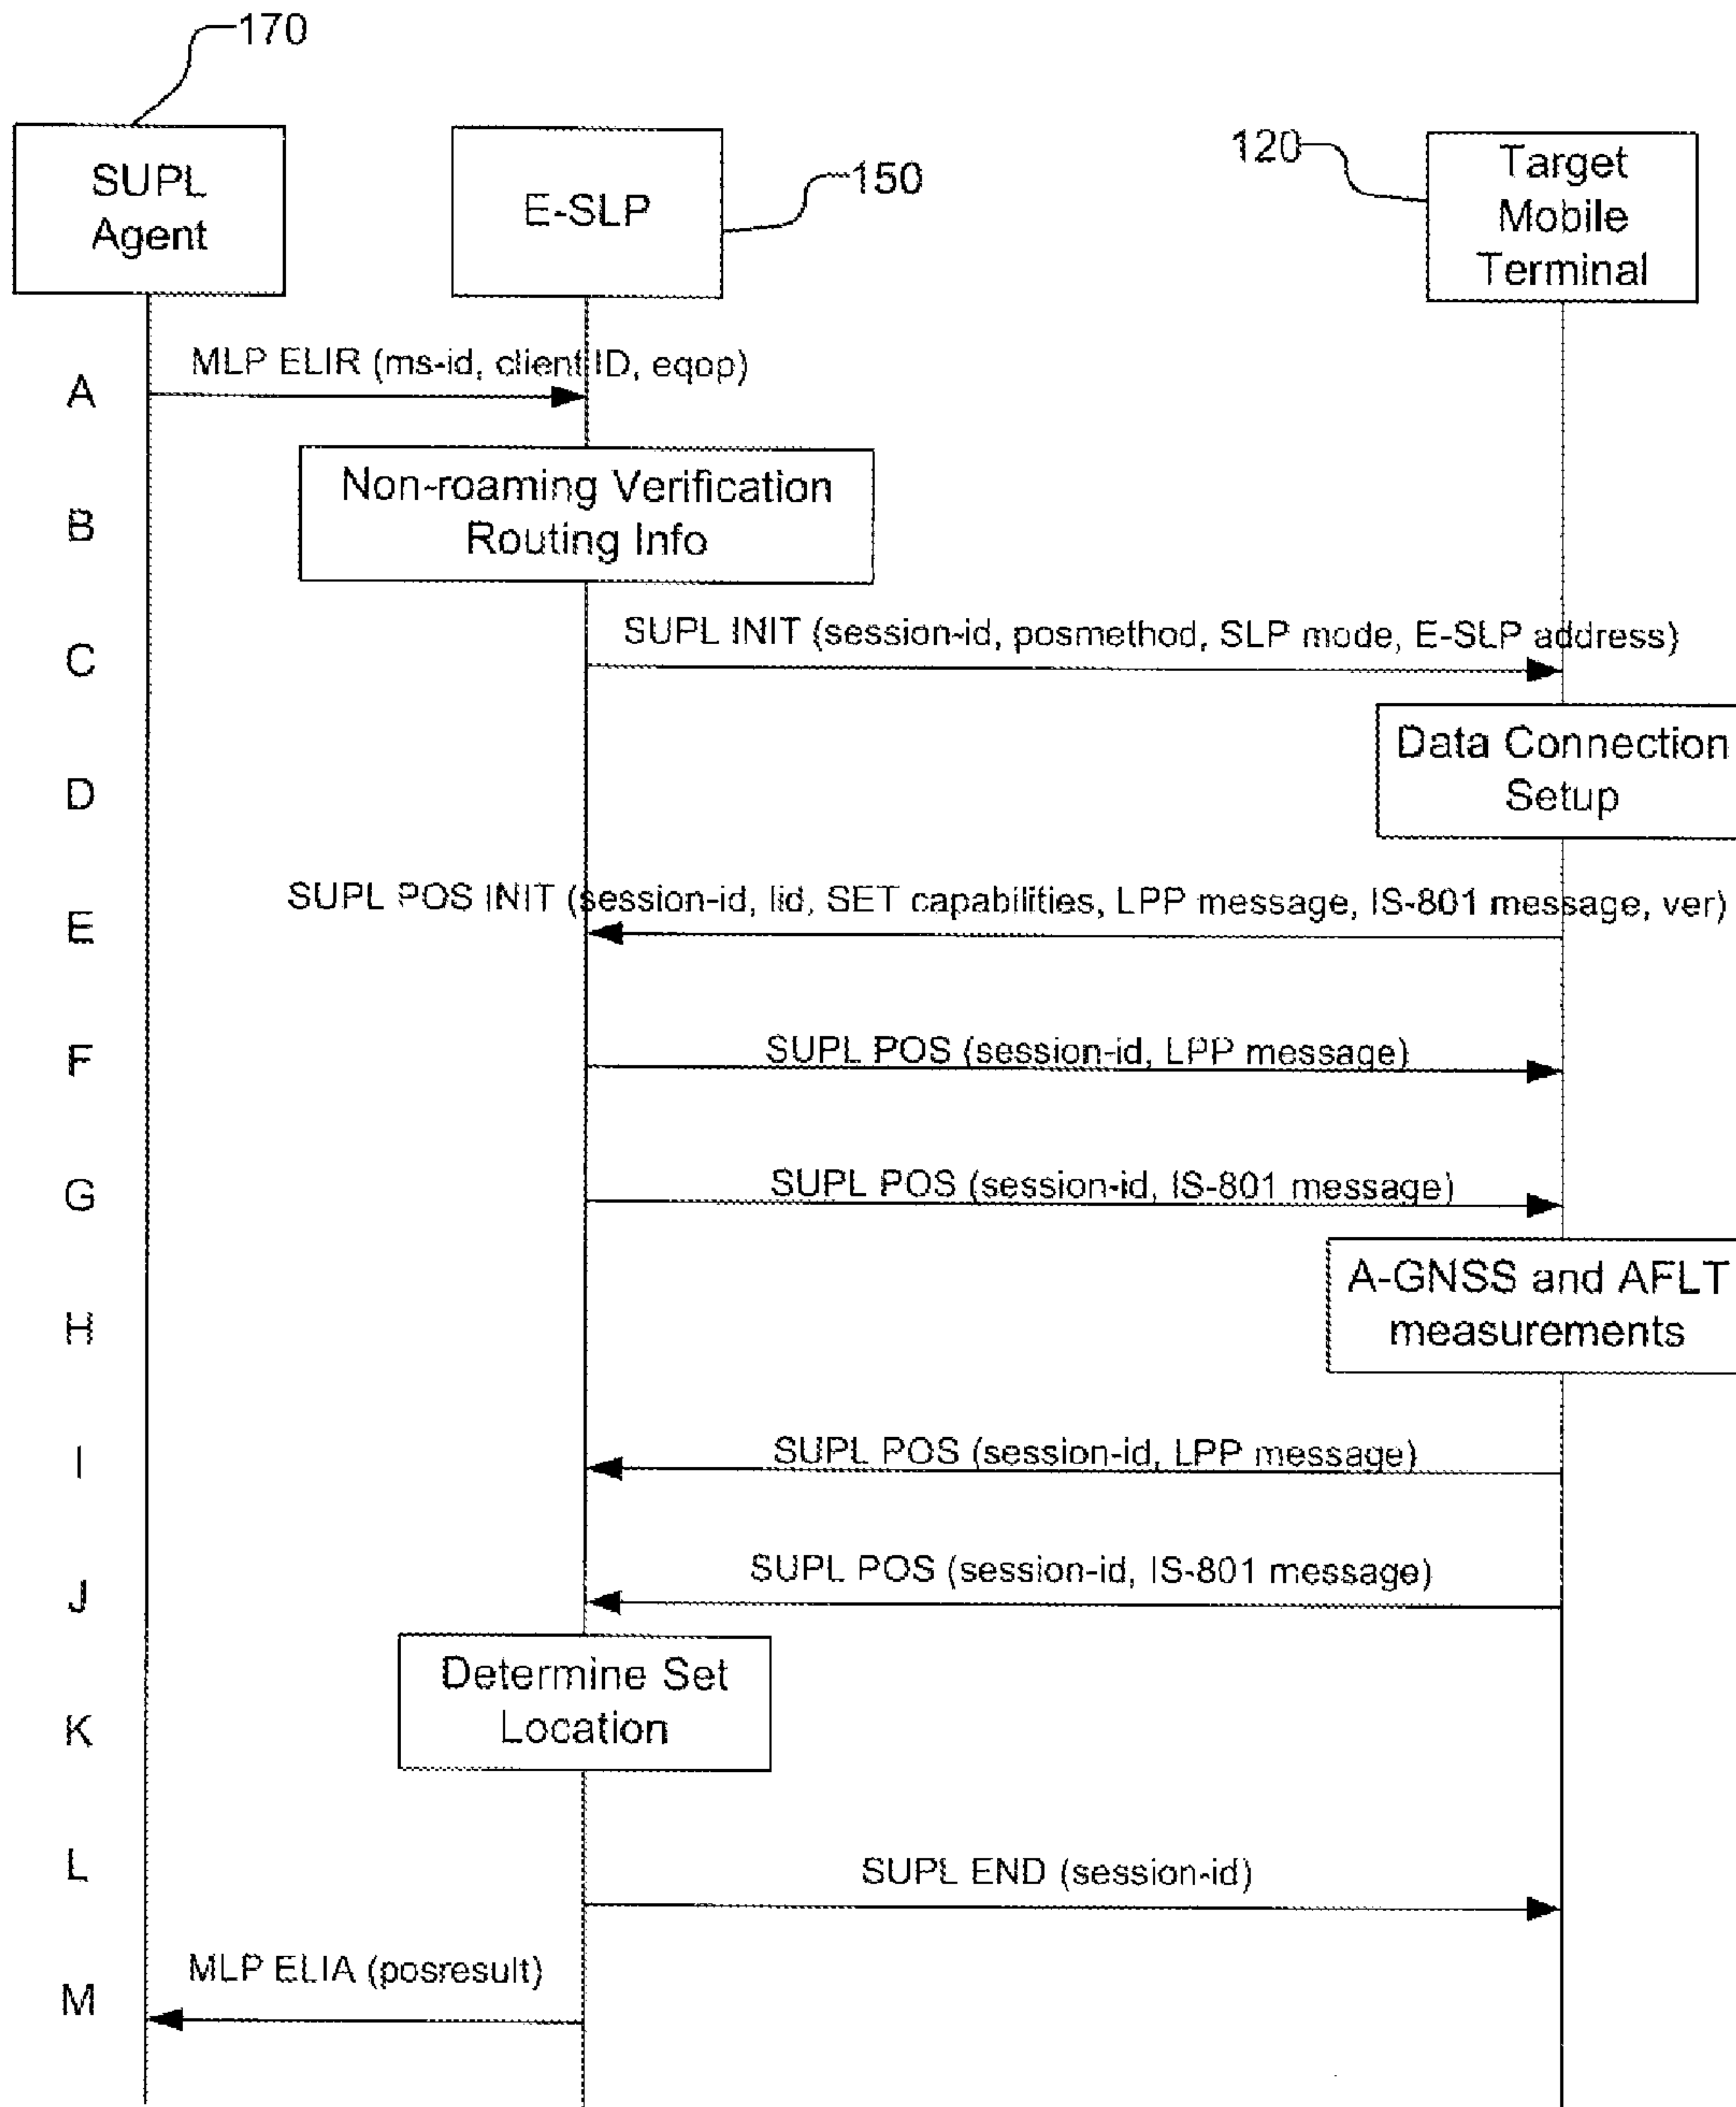 170
SUPL
Agent
E-SLP
150
120
Target
Mobile
Terminal
A
MLP ELIR (ms-id, client ID, eqop)
B
Non-roaming Verification
Routing Info
C
SUPL INIT (session-id, posmethod, SLP mode, E-SLP address)
D
Data Connection
Setup
E
SUPL POS INIT (session-id, lid, SET capabilities, LPP message, IS-801 message, ver)
F
SUPL POS (session-id, LPP message)
G
SUPL POS (session-id, IS-801 message)
H
A-GNSS and AFLT
measurements
I
SUPL POS (session-id, LPP message)
J
SUPL POS (session-id, IS-801 message)
K
Determine Set
Location
L
SUPL END (session-id)
M
MLP ELIA (posresult)